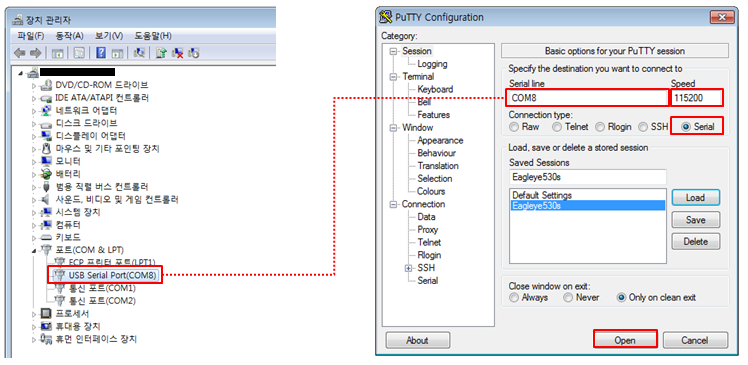 장치 관리자
파일(F) 동작(A) 보기(V) 도움말(H)
DVD/CD-ROM 드라이브
IDE ATA/ATAPI 컨트롤러
네트워크 어댑터
디스크 드라이브
디스플레이 어댑터
마우스 및 기타 포인팅 장치
모니터
배터리
범용 직렬 버스 컨트롤러
사운드, 비디오 및 게임 컨트롤러
시스템 장치
컴퓨터
키보드
포트(COM & LPT)
ECP 프린터 포트(LPT1)
USB Serial Port(COM8)
통신 포트(COM1)
통신 포트(COM2)
프로세서
휴대용 장치
휴먼 인터페이스 장치
PuTTY Configuration
Category:
Session
Logging
Terminal
Keyboard
Bell
Features
Window
Appearance
Behaviour
Translation
Selection
Colours
Connection
Data
Proxy
Telnet
Rlogin
SSH
Serial
Basic options for your PuTTY session
Specify the destination you want to connect to
Serial line Speed
COM8 115200
Connection type:
Raw Telnet Rlogin SSH Serial
Load, save or delete a stored session
Saved Sessions
Eagleye530s
Default Settings
Eagleye530s
Load
Save
Delete
Close window on exit:
Always Never Only on clean exit
About Open Cancel